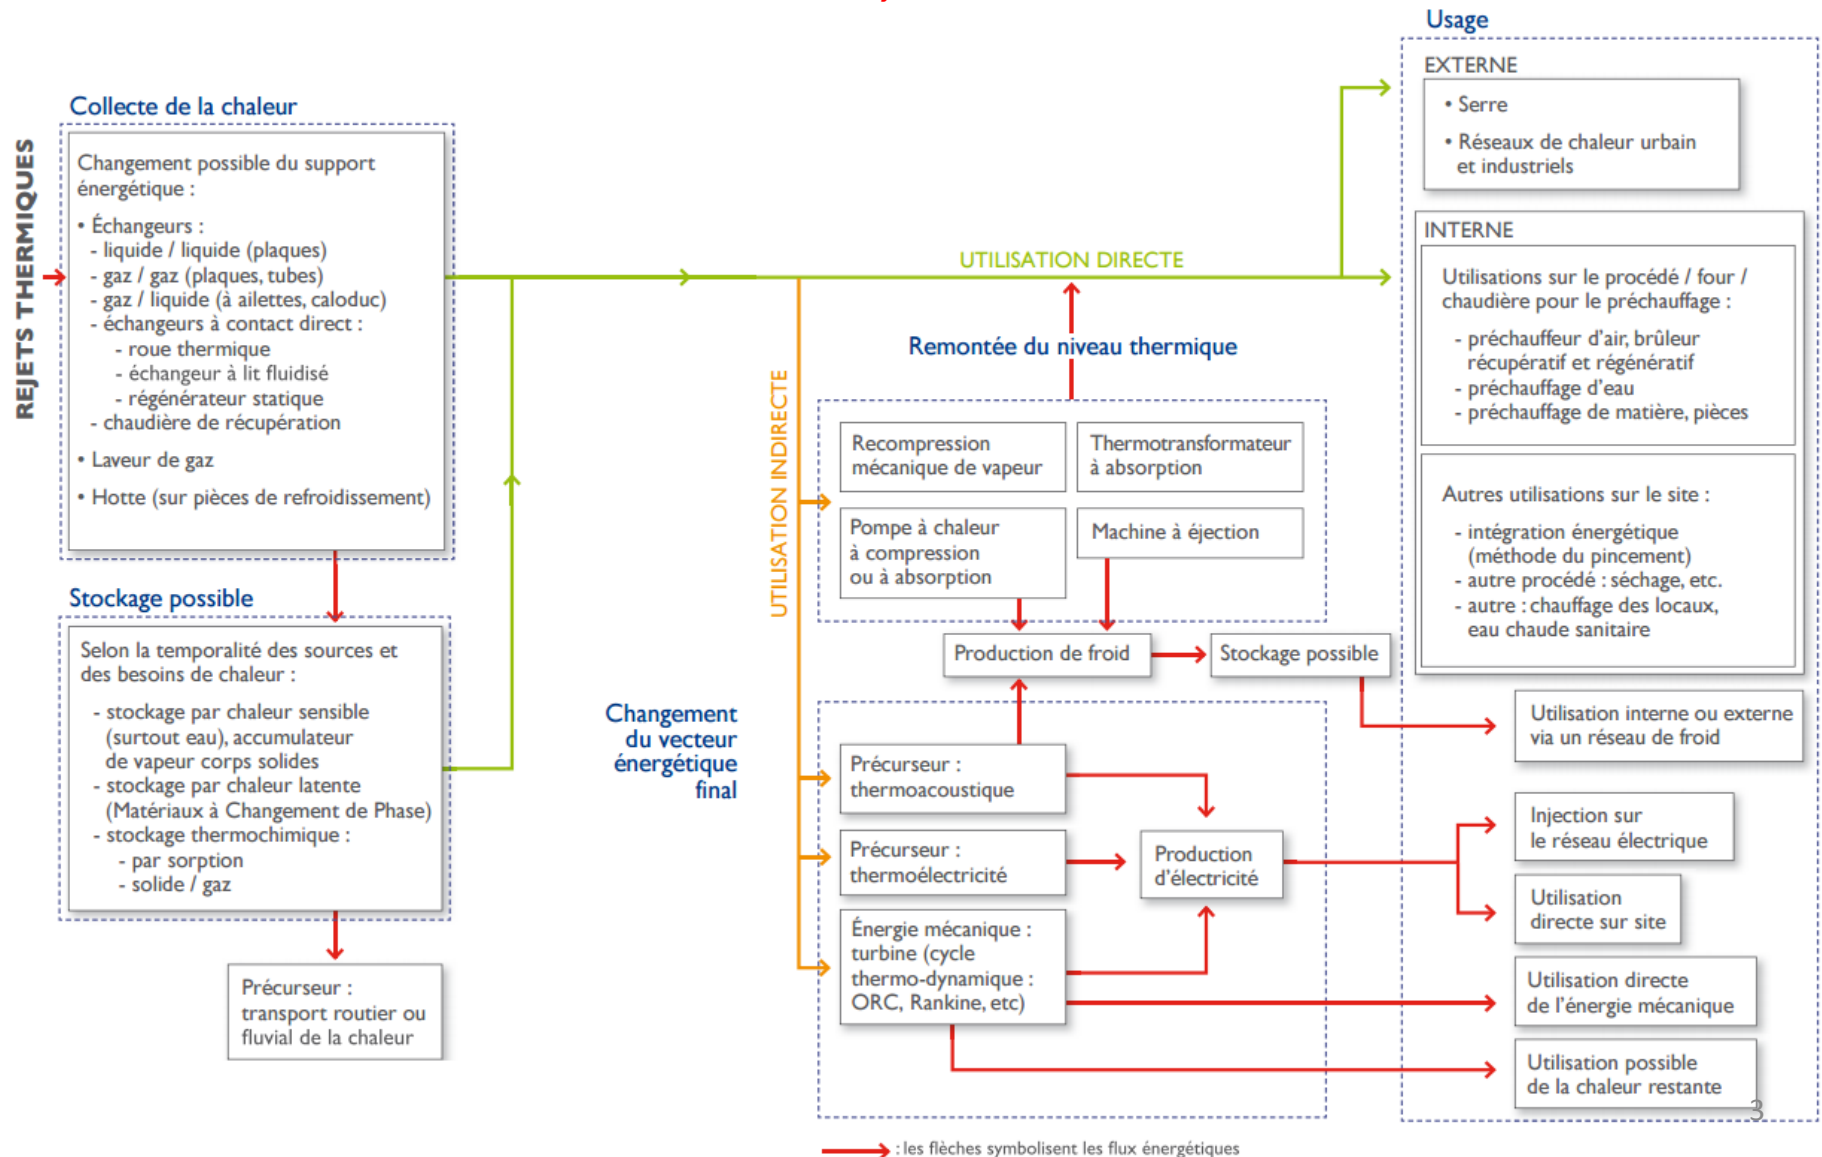 REJETS THERMIQUES
Collecte de la chaleur
Changement possible du support
énergétique :
• Échangeurs :
- liquide / liquide (plaques)
- gaz / gaz (plaques, tubes)
- gaz / liquide (à ailettes, caloduc)
- échangeurs à contact direct :
- roue thermique
- échangeur à lit fluidisé
- régénérateur statique
- chaudière de récupération
• Laveur de gaz
• Hotte (sur pièces de refroidissement)
Stockage possible
Selon la temporalité des sources et
des besoins de chaleur :
- stockage par chaleur sensible
(surtout eau), accumulateur
de vapeur corps solides
- stockage par chaleur latente
(Matériaux à Changement de Phase)
- stockage thermochimique :
- par sorption
- solide / gaz
Précurseur :
transport routier ou
fluvial de la chaleur
UTILISATION DIRECTE
UTILISATION INDIRECTE
Remontée du niveau thermique
Recompression
mécanique de vapeur
Thermotransformateur
à absorption
Pompe à chaleur
à compression
ou à absorption
Machine à éjection
Production de froid
Stockage possible
Changement
du vecteur
énergétique
final
Précurseur :
thermoacoustique
Précurseur :
thermoélectricité
Énergie mécanique :
turbine (cycle
thermo-dynamique :
ORC, Rankine, etc)
Production
d'électricité
Usage
EXTERNE
• Serre
• Réseaux de chaleur urbain
et industriels
INTERNE
Utilisations sur le procédé / four /
chaudière pour le préchauffage :
- préchauffeur d'air, brûleur
récupératif et régénératif
- préchauffage d'eau
- préchauffage de matière, pièces
Autres utilisations sur le site :
- intégration énergétique
(méthode du pincement)
- autre procédé : séchage, etc.
- autre : chauffage des locaux,
eau chaude sanitaire
Utilisation interne ou externe
via un réseau de froid
Injection sur
le réseau électrique
Utilisation
directe sur site
Utilisation directe
de l'énergie mécanique
Utilisation possible
de la chaleur restante
3
: les flèches symbolisent les flux énergétiques